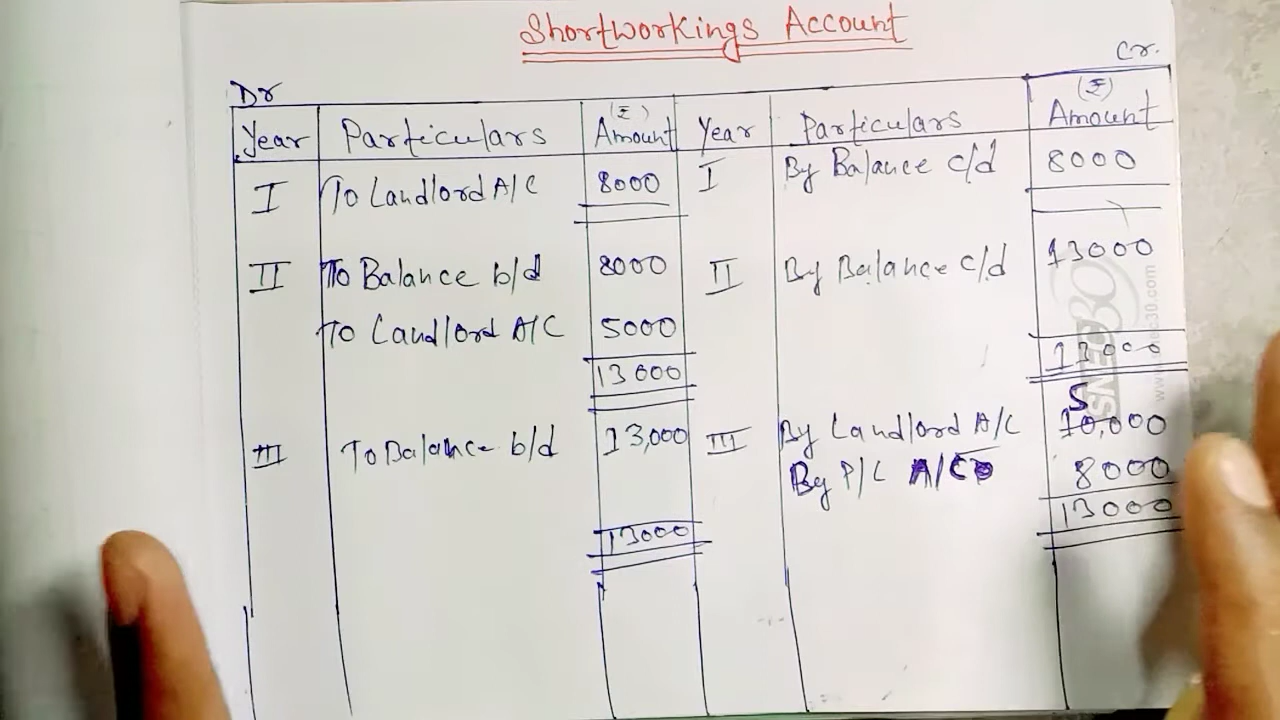 Shortworkings Account
Dr
Cr.
Year Particulars (₹) Amount Year Particulars (₹) Amount
I To Landlord A/C 8000 I By Balance c/d 8000
II To Balance b/d 8000 II By Balance c/d 13000
To Landlord A/C 5000
13000 13000
III To Balance b/d 13,000 III By Landlord A/C 5,000
By P/L A/C 8000
13000 13000